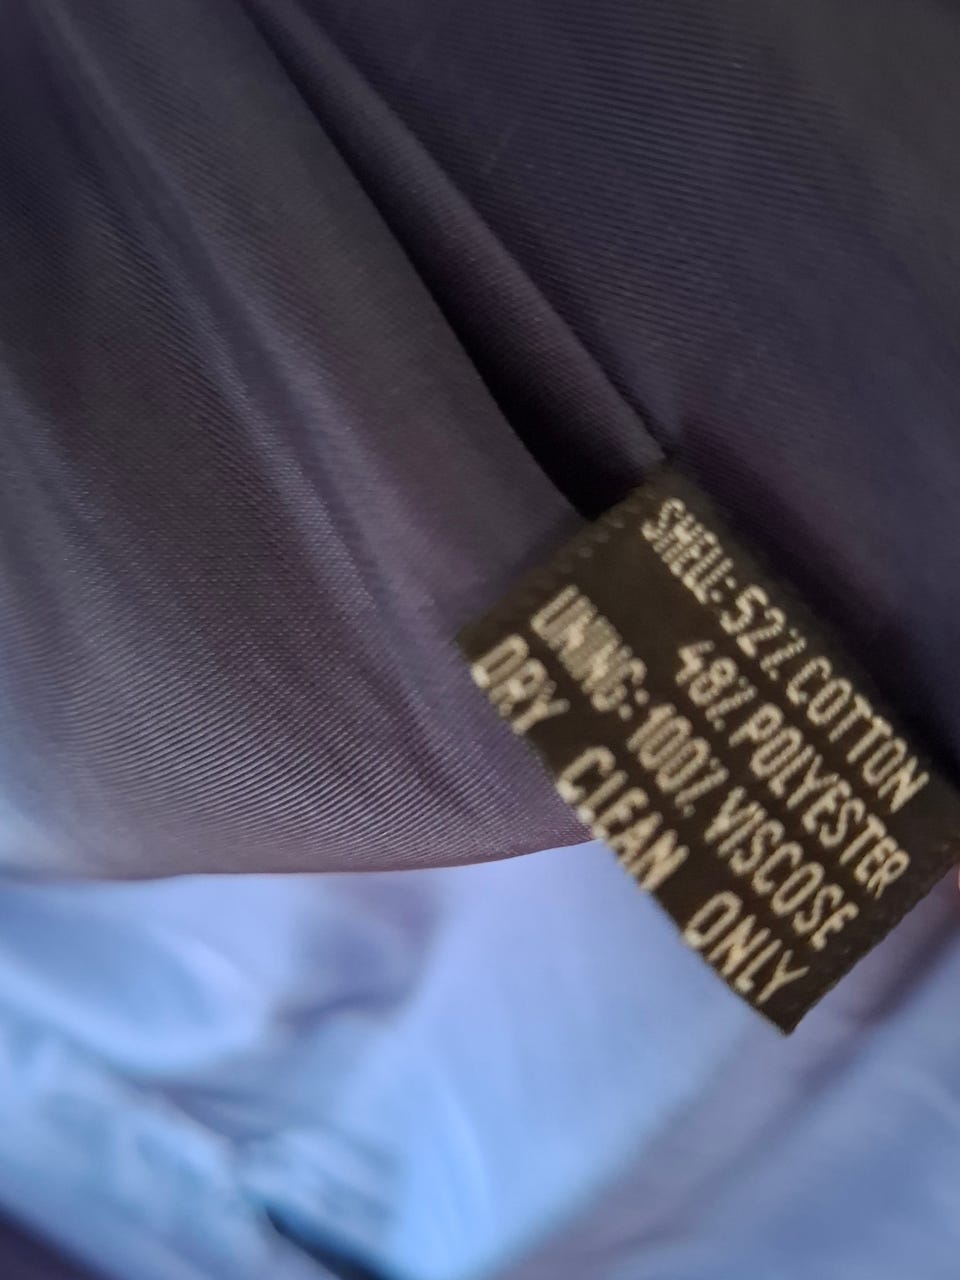 SHELL: 52% COTTON
48% POLYESTER
LINING: 100% VISCOSE
DRY CLEAN ONLY